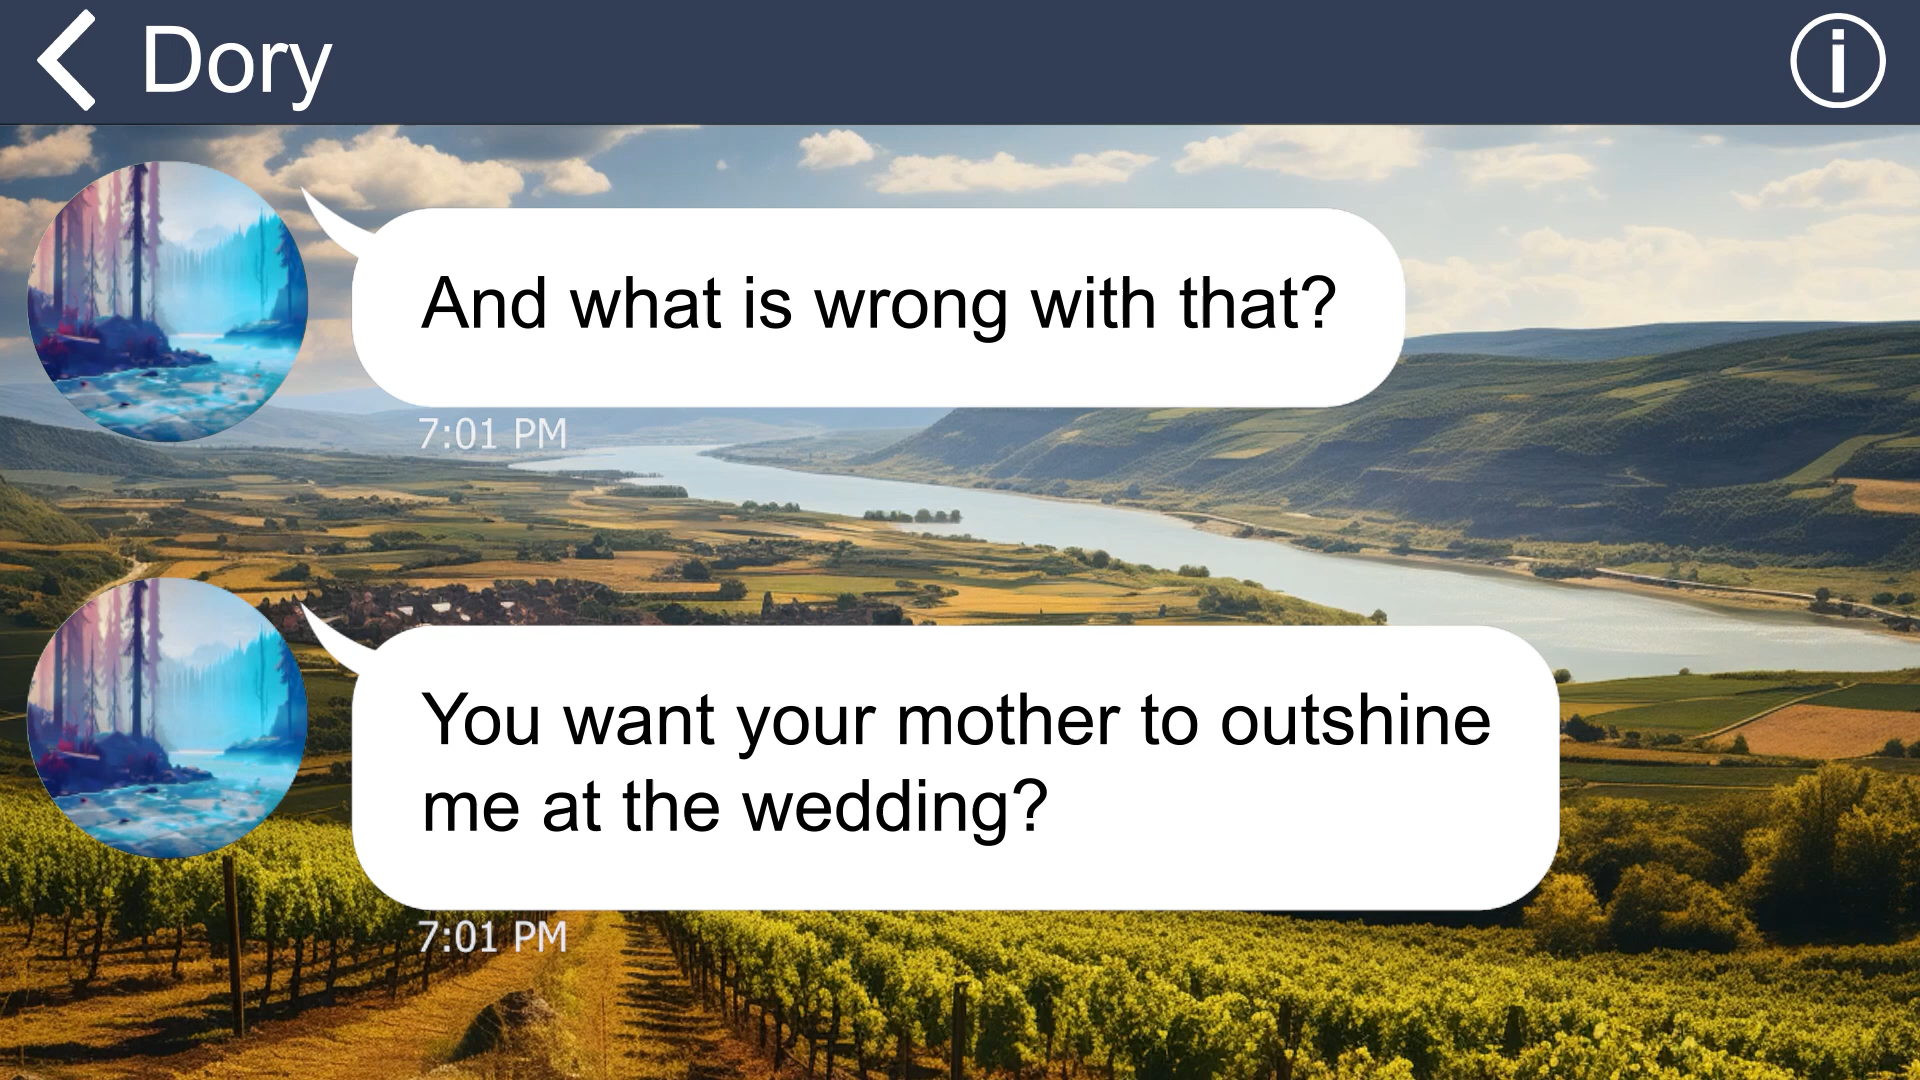 Dory
And what is wrong with that?
7:01 PM
You want your mother to outshine
me at the wedding?
7:01 PM